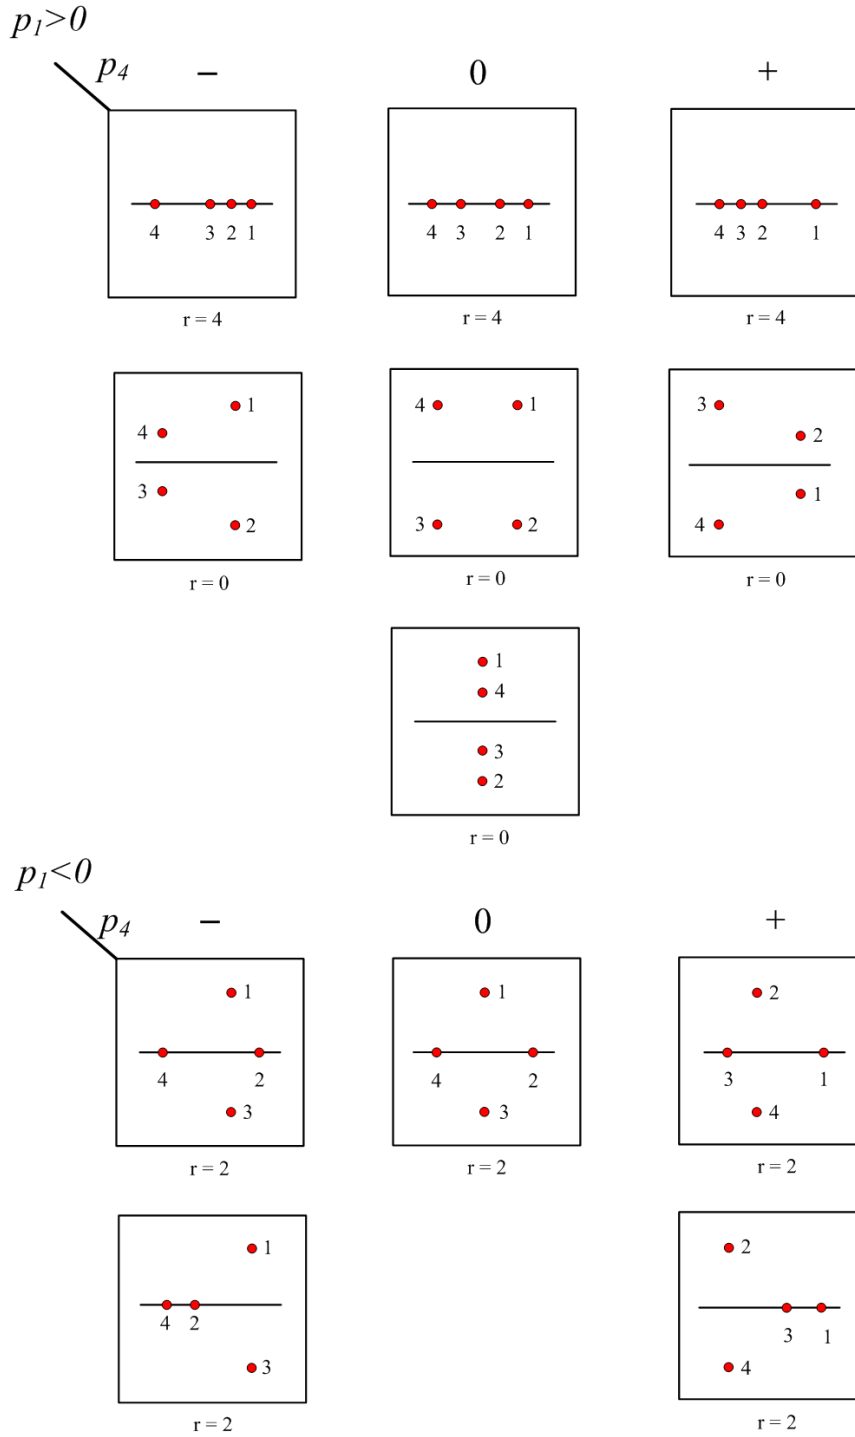 p₁>0
p₄ − 0 +
4 3 2 1 4 3 2 1 4 3 2 1
r = 4 r = 4 r = 4
1 4 1 3
4 2
3 1
2 3 2 4
r = 0 r = 0 r = 0
1
4
3
2
r = 0
p₁<0
p₄ − 0 +
1 1 2
4 2 4 2 3 1
3 3 4
r = 2 r = 2 r = 2
1 2
4 2 3 1
3 4
r = 2 r = 2